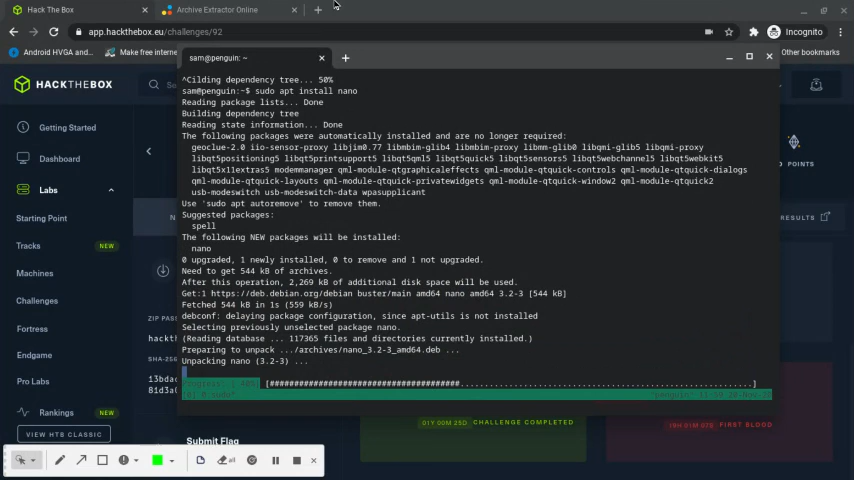 Hack The Box
Archive Extractor Online
app.hackthebox.eu/challenges/92
Incognito
Android HVGA and...
Make free interne
Other bookmarks
sam@penguin: ~
HACKTHEBOX
Getting Started
Dashboard
Labs
Starting Point
Tracks
NEW
Machines
Challenges
Fortress
Endgame
Pro Labs
Rankings
NEW
VIEW HTB CLASSIC
^Cilding dependency tree... 50%
sam@penguin:~$ sudo apt install nano
Reading package lists... Done
Building dependency tree
Reading state information... Done
The following packages were automatically installed and are no longer required:
geoclue-2.0 iio-sensor-proxy libjim0.77 libmbim-glib4 libmbim-proxy libmm-glib0 libqmi-glib5 libqmi-proxy
libqt5positioning5 libqt5printsupport5 libqt5qml5 libqt5quick5 libqt5sensors5 libqt5webchannel5 libqt5webkit5
libqt5x11extras5 modemmanager qml-module-qtgraphicaleffects qml-module-qtquick-controls qml-module-qtquick-dialogs
qml-module-qtquick-layouts qml-module-qtquick-privatewidgets qml-module-qtquick-window2 qml-module-qtquick2
usb-modeswitch usb-modeswitch-data wpasupplicant
Use 'sudo apt autoremove' to remove them.
Suggested packages:
spell
The following NEW packages will be installed:
nano
0 upgraded, 1 newly installed, 0 to remove and 1 not upgraded.
Need to get 544 kB of archives.
After this operation, 2,269 kB of additional disk space will be used.
Get:1 https://deb.debian.org/debian buster/main amd64 nano amd64 3.2-3 [544 kB]
Fetched 544 kB in 1s (559 kB/s)
debconf: delaying package configuration, since apt-utils is not installed
Selecting previously unselected package nano.
(Reading database ... 117365 files and directories currently installed.)
Preparing to unpack .../archives/nano_3.2-3_amd64.deb ...
Unpacking nano (3.2-3) ...
Progress: [ 40%]
POINTS
RESULTS
ZIP PASS
hackth
SHA-256
13bdac
81d3a0
01Y 00M 25D CHALLENGE COMPLETED
FIRST BLOOD
Submit Flag